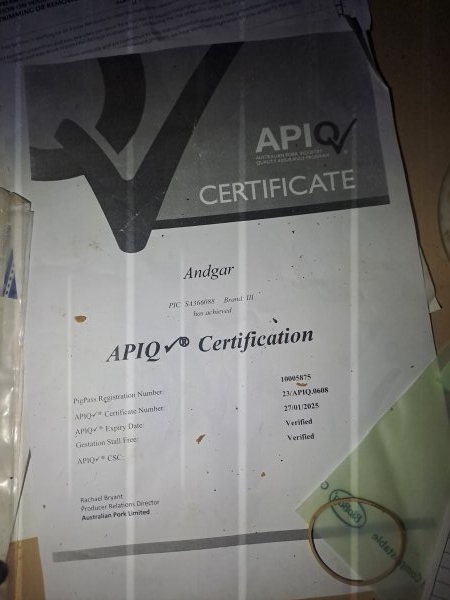 APIQ✓
AUSTRALIAN PORK INDUSTRY
QUALITY ASSURANCE PROGRAM
CERTIFICATE
Andgar
PIC: SA366088 Brand: III
has achieved
APIQ✓® Certification
PigPass Registration Number: 10005875
APIQ✓® Certificate Number: 23/APIQ.0608
APIQ✓® Expiry Date: 27/01/2025
Gestation Stall Free: Verified
APIQ✓® CSC: Verified
Rachael Bryant
Producer Relations Director
Australian Pork Limited